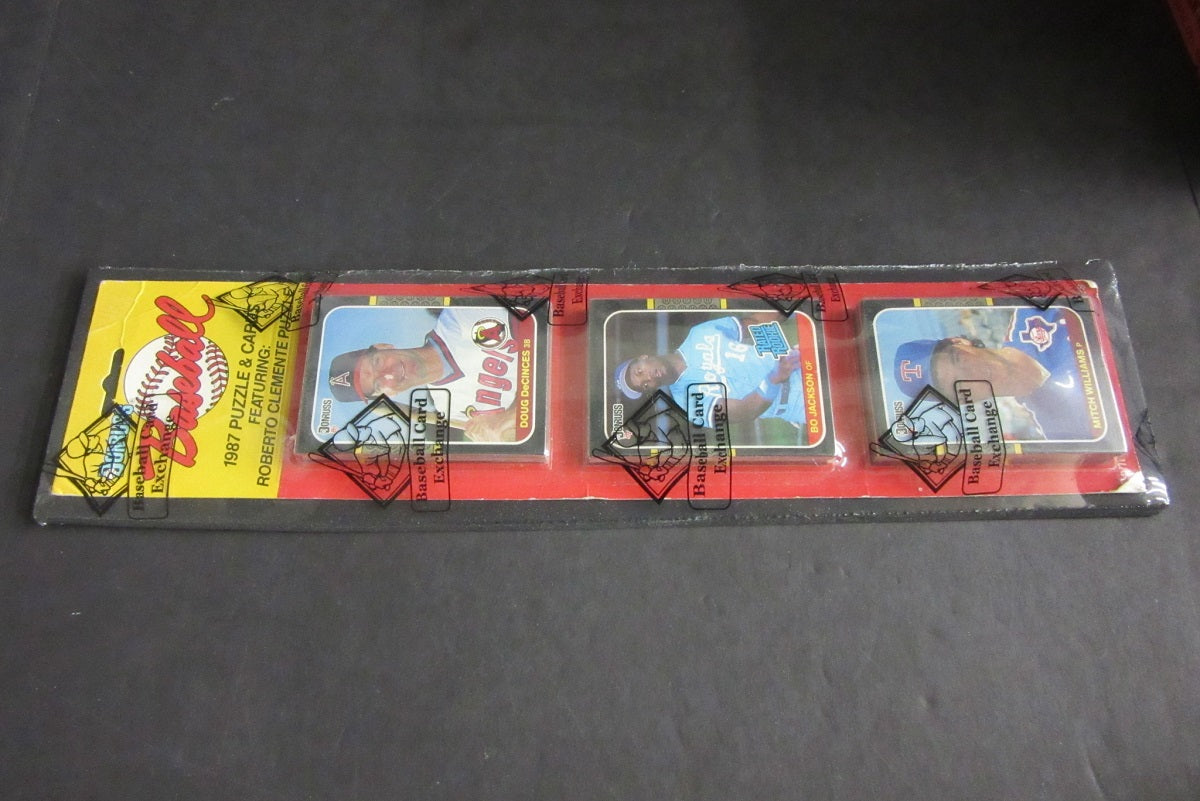 DONRUSS
Baseball
1987 PUZZLE & CARDS
FEATURING:
ROBERTO CLEMENTE PUZZLE
DONRUSS
A
Angels
DOUG DeCINCES 3B
DONRUSS
Royals
16
RATED ROOKIE
BO JACKSON OF
DONRUSS
T
MITCH WILLIAMS P
Baseball Card
Exchange
Baseball Card
Exchange
Baseball Card
Exchange
Baseball Card
Exchange